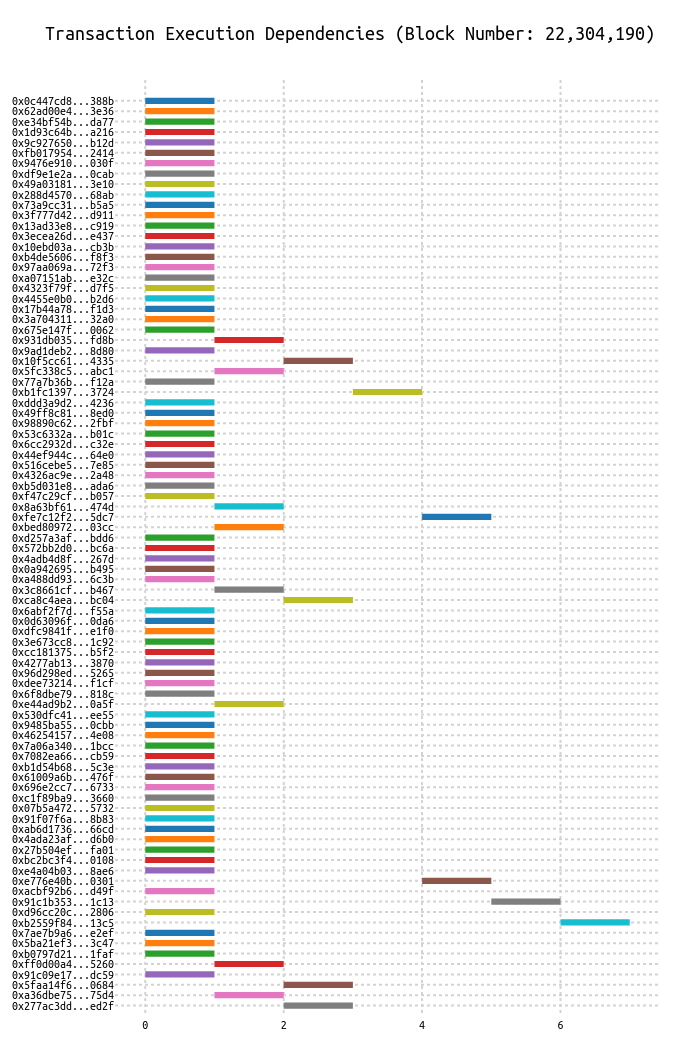 Transaction Execution Dependencies (Block Number: 22,304,190)
0x0c447cd8...388b
0x62ad00e4...3e36
0xe34bf54b...da77
0x1d93c64b...a216
0x9c927650...b12d
0xfb017954...2414
0x9476e910...030f
0xdf9e1e2a...0cab
0x49a03181...3e10
0x288d4570...68ab
0x73a9cc31...b5a5
0x3f777d42...d911
0x13ad33e8...c919
0x3ecea26d...e437
0x10ebd03a...cb3b
0xb4de5606...f8f3
0x97aa069a...72f3
0xa07151ab...e32c
0x4323f79f...d7f5
0x4455e0b0...b2d6
0x17b44a78...f1d3
0x3a704311...32a0
0x675e147f...0062
0x931db035...fd8b
0x9ad1deb2...8d80
0x10f5cc61...4335
0x5fc338c5...abc1
0x77a7b36b...f12a
0xb1fc1397...3724
0xddd3a9d2...4236
0x49ff8c81...8ed0
0x98890c62...2fbf
0x53c6332a...b01c
0x6cc2932d...c32e
0x44ef944c...64e0
0x516cebe5...7e85
0x4326ac9e...2a48
0xb5d031e8...ada6
0xf47c29cf...b057
0x8a63bf61...474d
0xfe7c12f2...5dc7
0xbed80972...03cc
0xd257a3af...bdd6
0x572bb2d0...bc6a
0x4adb4d8f...267d
0x0a942695...b495
0xa488dd93...6c3b
0x3c8661cf...b467
0xca8c4aea...bc04
0x6abf2f7d...f55a
0x0d63096f...0da6
0xdfc9841f...e1f0
0x3e673cc8...1c92
0xcc181375...b5f2
0x4277ab13...3870
0x96d298ed...5265
0xdee73214...f1cf
0x6f8dbe79...818c
0xe44ad9b2...0a5f
0x530dfc41...ee55
0x9485ba55...0cbb
0x46254157...4e08
0x7a06a340...1bcc
0x7082ea66...cb59
0xb1d54b68...5c3e
0x61009a6b...476f
0x696e2cc7...6733
0xc1f89ba9...3660
0x07b5a472...5732
0x91f07f6a...8b83
0xab6d1736...66cd
0x4ada23af...d6b0
0x27b504ef...fa01
0xbc2bc3f4...0108
0xe4a04b03...8ae6
0xe776e40b...0301
0xacbf92b6...d49f
0x91c1b353...1c13
0xd96cc20c...2806
0xb2559f84...13c5
0x7ae7b9a6...e2ef
0x5ba21ef3...3c47
0xb0797d21...1faf
0xff0d00a4...5260
0x91c09e17...dc59
0x5faa14f6...0684
0xa36dbe75...75d4
0x277ac3dd...ed2f
0 2 4 6